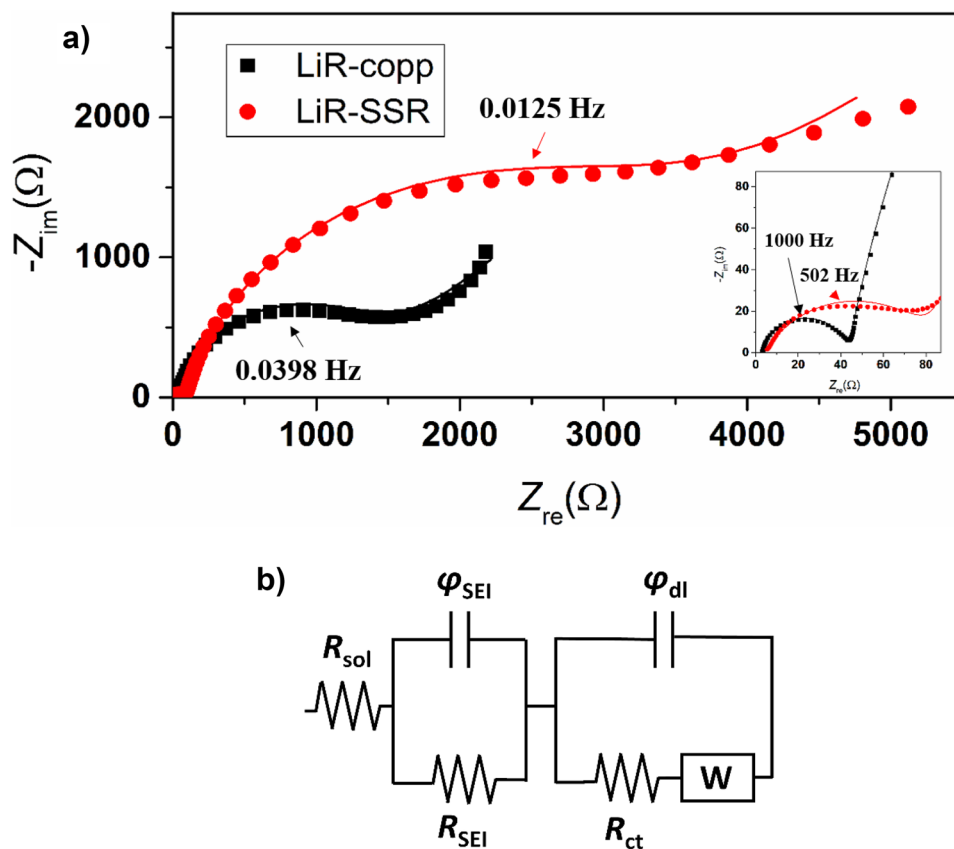 a)
LiR-copp
LiR-SSR
0.0125 Hz
0.0398 Hz
-Zim(Ω)
2000
1000
0
0
1000
2000
3000
4000
5000
Zre(Ω)
1000 Hz
502 Hz
-Zim(Ω)
80
60
40
20
0
0
20
40
60
80
Zre(Ω)
b)
φSEI
φdl
Rsol
W
RSEI
Rct